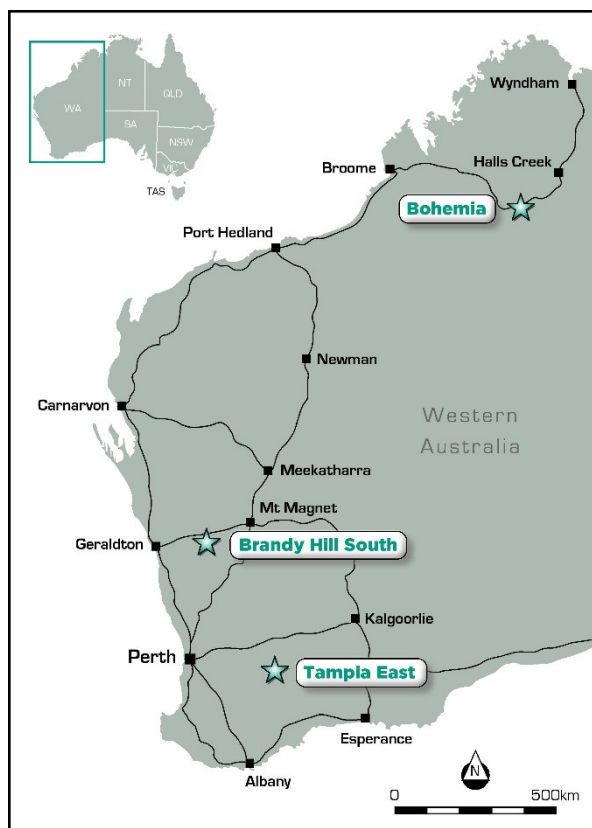 NT
QLD
WA
SA
NSW
VIC
TAS
Wyndham
Halls Creek
Broome
Bohemia
Port Hedland
Newman
Carnarvon
Western
Australia
Meekatharra
Mt Magnet
Geraldton
Brandy Hill South
Kalgoorlie
Perth
Tampia East
Esperance
Albany
N
0
500km